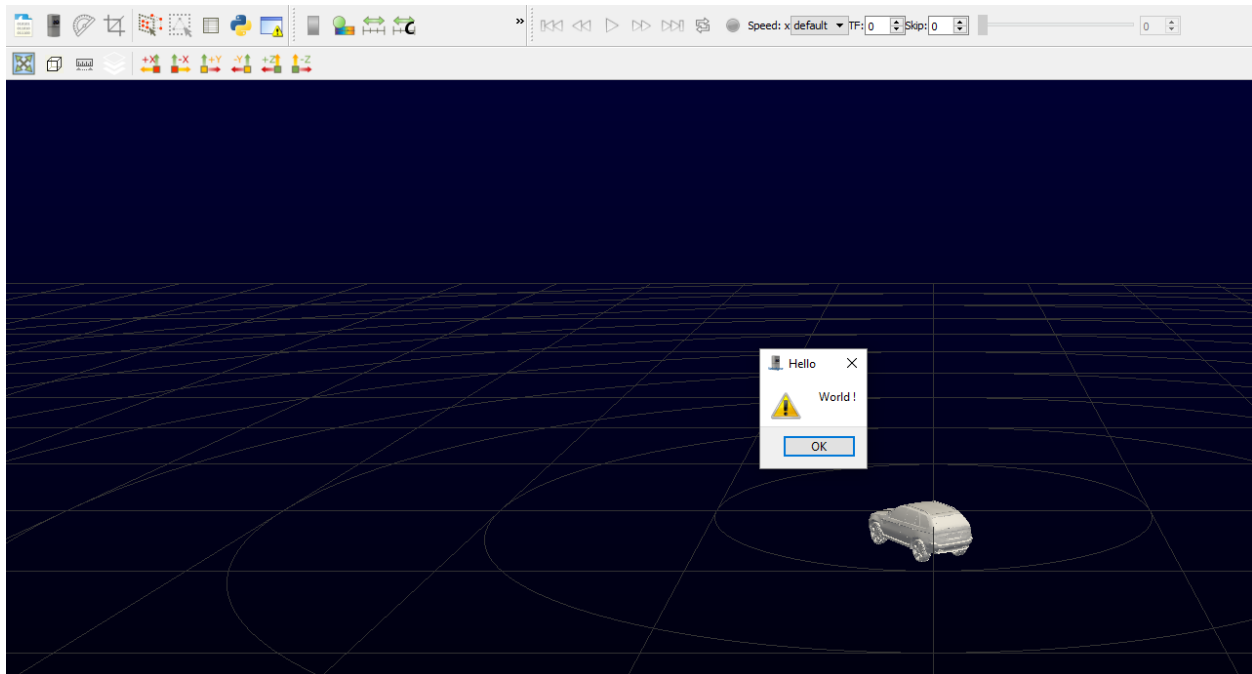 » Speed: x default TF: 0 Skip: 0 0
+X -X +Y -Y +Z -Z
Hello
World !
OK